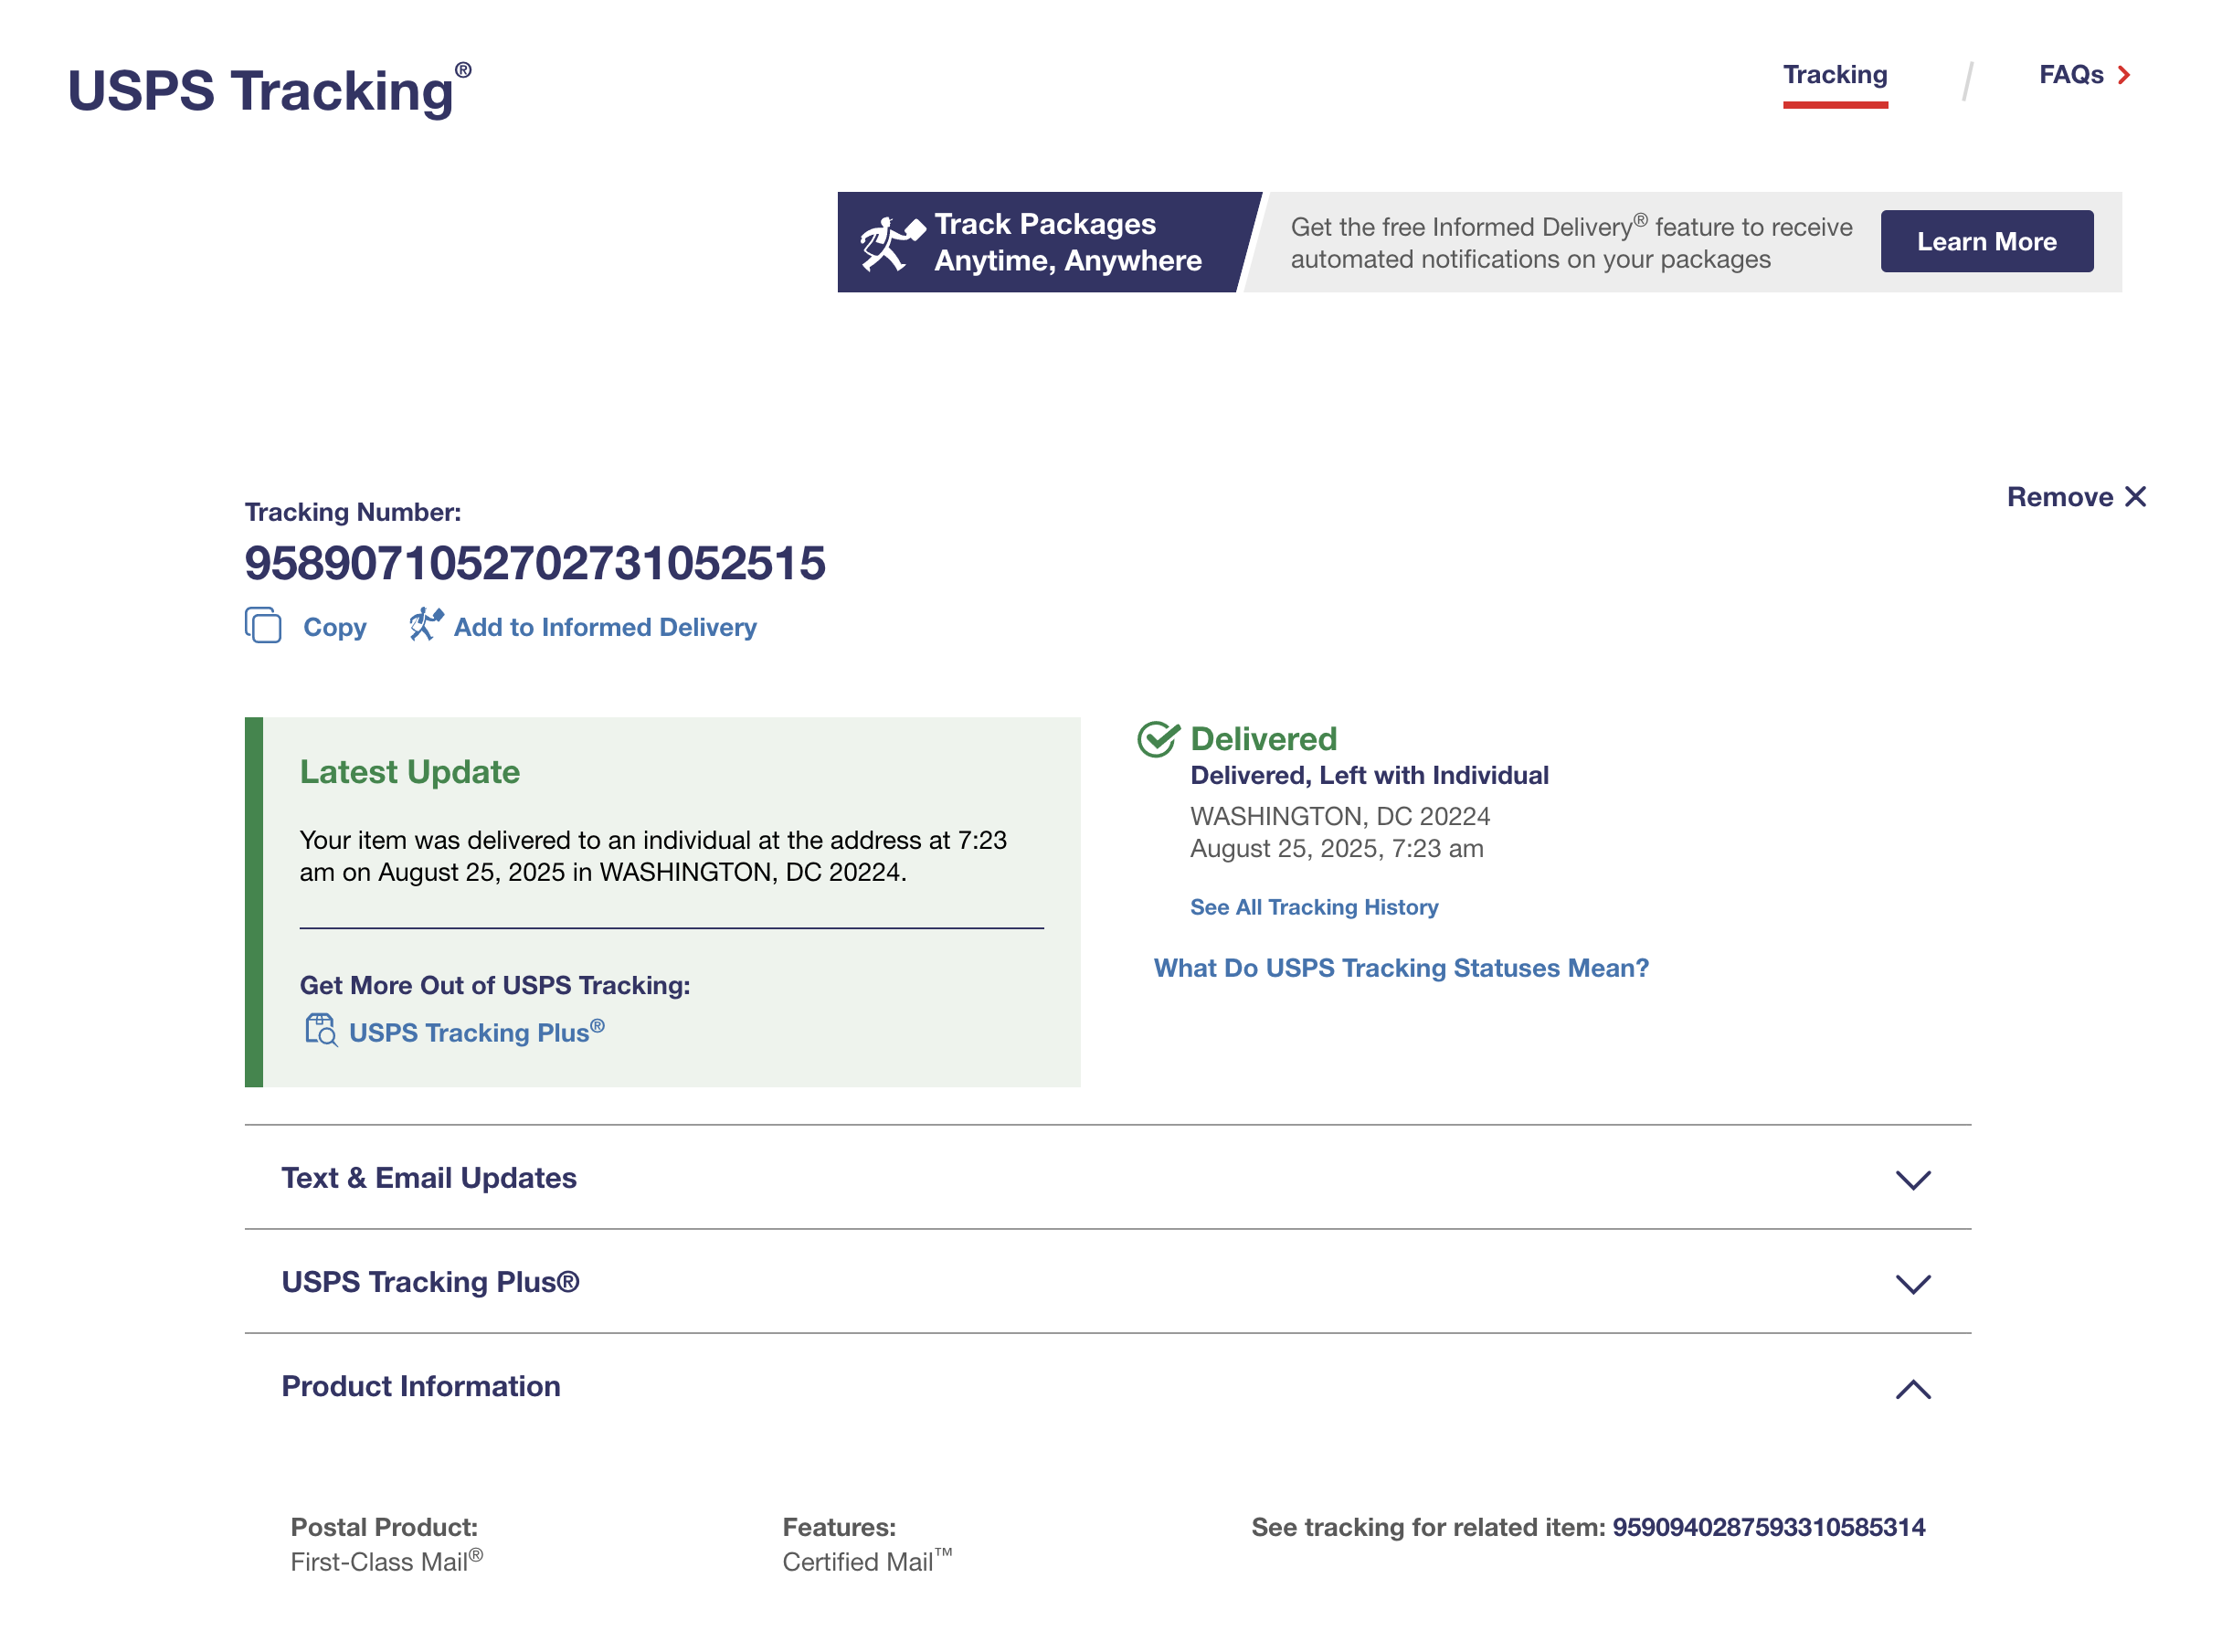 USPS Tracking®
Tracking
FAQs
Track Packages
Anytime, Anywhere
Get the free Informed Delivery® feature to receive
automated notifications on your packages
Learn More
Remove
Tracking Number:
9589071052702731052515
Copy
Add to Informed Delivery
Latest Update
Your item was delivered to an individual at the address at 7:23
am on August 25, 2025 in WASHINGTON, DC 20224.
Get More Out of USPS Tracking:
USPS Tracking Plus®
Delivered
Delivered, Left with Individual
WASHINGTON, DC 20224
August 25, 2025, 7:23 am
See All Tracking History
What Do USPS Tracking Statuses Mean?
Text & Email Updates
USPS Tracking Plus®
Product Information
Postal Product:
First-Class Mail®
Features:
Certified Mail™
See tracking for related item: 9590940287593310585314